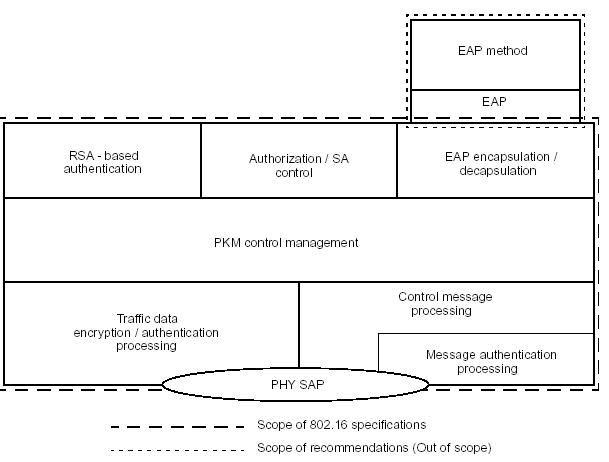 EAP method
EAP
RSA - based
authentication
Authorization / SA
control
EAP encapsulation /
decapsulation
PKM control management
Traffic data
encryption / authentication
processing
Control message
processing
Message authentication
processing
PHY SAP
Scope of 802.16 specifications
Scope of recommendations (Out of scope)